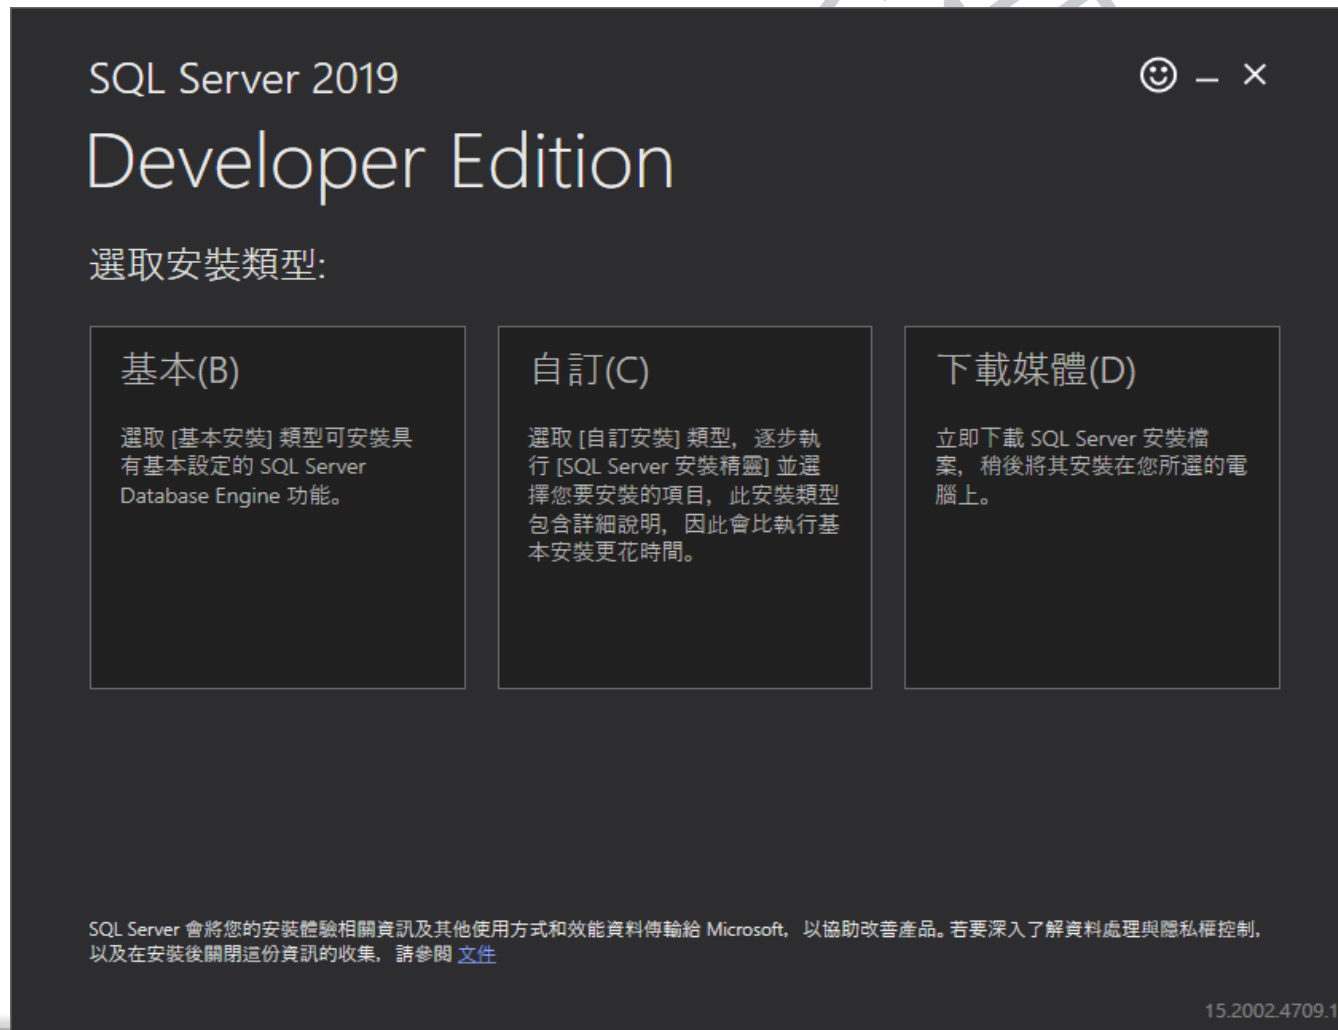 SQL Server 2019
Developer Edition
選取安裝類型:
基本(B)
選取 [基本安裝] 類型可安裝具
有基本設定的 SQL Server
Database Engine 功能。
自訂(C)
選取 [自訂安裝] 類型，逐步執
行 [SQL Server 安裝精靈] 並選
擇您要安裝的項目，此安裝類型
包含詳細說明，因此會比執行基
本安裝更花時間。
下載媒體(D)
立即下載 SQL Server 安裝檔
案，稍後將其安裝在您所選的電
腦上。
SQL Server 會將您的安裝體驗相關資訊及其他使用方式和效能資料傳輸給 Microsoft，以協助改善產品。若要深入了解資料處理與隱私權控制，
以及在安裝後關閉這份資訊的收集，請參閱 文件
15.2002.4709.1